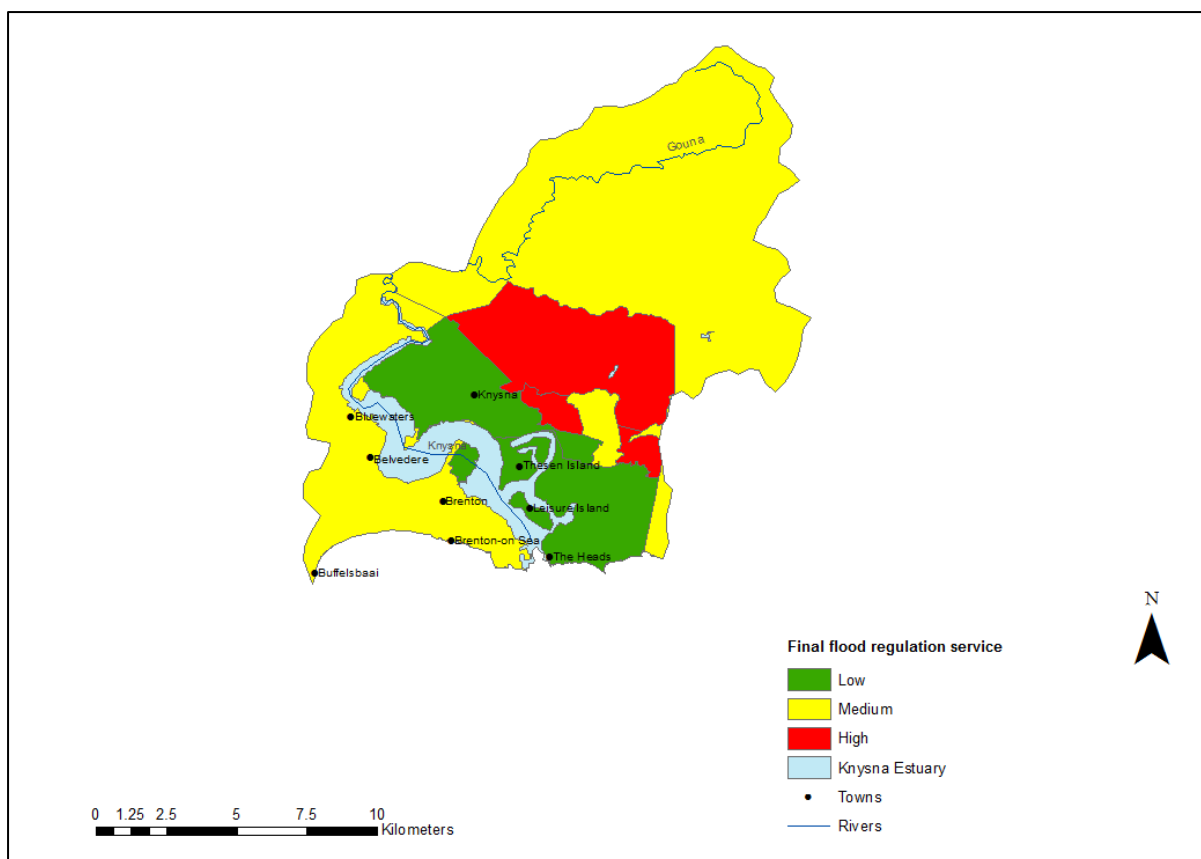 Gouna
Knysna
Bluewaters
Knysna
Belvedere
Thesen Island
Brenton
Leisure Island
Brenton-on Sea
The Heads
Buffelsbaai
N
Final flood regulation service
Low
Medium
High
Knysna Estuary
Towns
Rivers
0 1.25 2.5 5 7.5 10
Kilometers